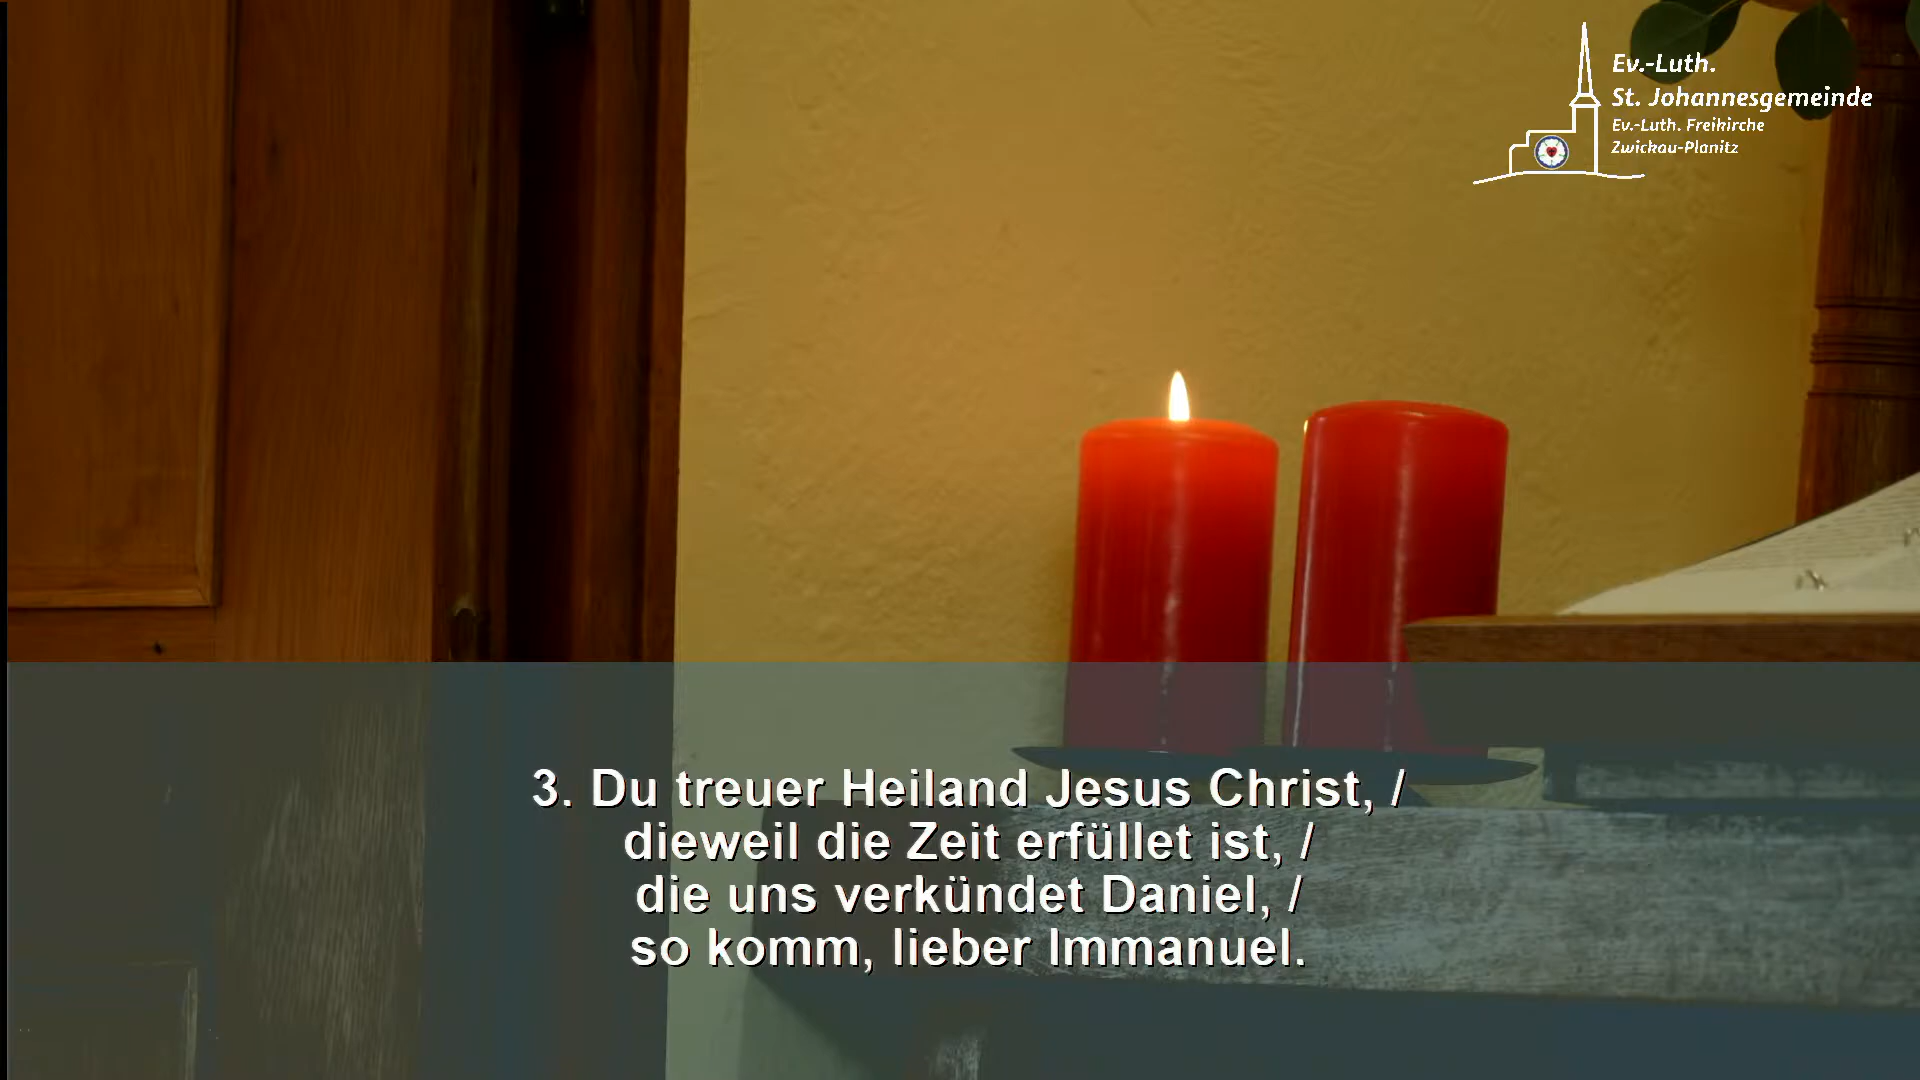 Ev.-Luth.
St. Johannesgemeinde
Ev.-Luth. Freikirche
Zwickau-Planitz
3. Du treuer Heiland Jesus Christ, /
dieweil die Zeit erfüllet ist, /
die uns verkündet Daniel, /
so komm, lieber Immanuel.